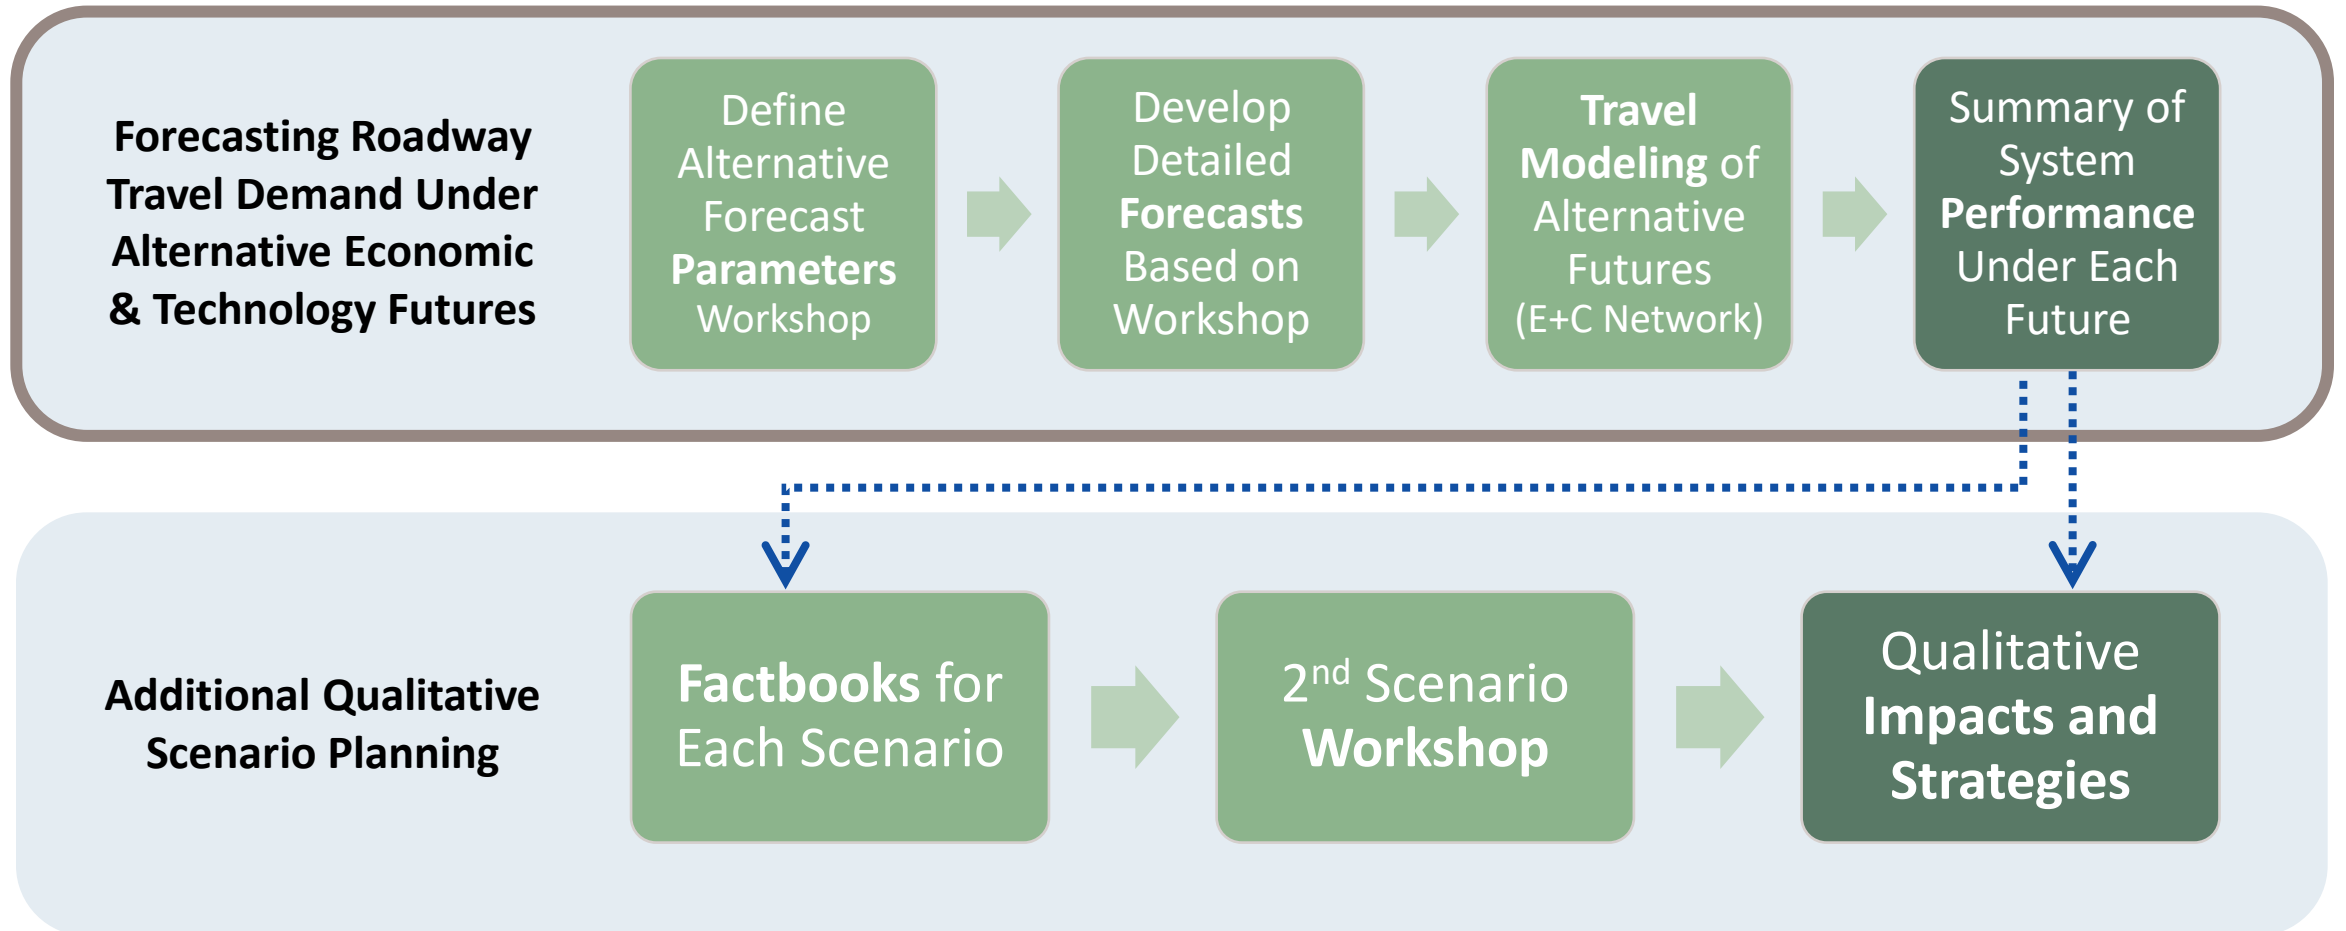 Forecasting Roadway
Travel Demand Under
Alternative Economic
& Technology Futures
Define
Alternative
Forecast
Parameters
Workshop
Develop
Detailed
Forecasts
Based on
Workshop
Travel
Modeling of
Alternative
Futures
(E+C Network)
Summary of
System
Performance
Under Each
Future
Additional Qualitative
Scenario Planning
Factbooks for
Each Scenario
2nd Scenario
Workshop
Qualitative
Impacts and
Strategies